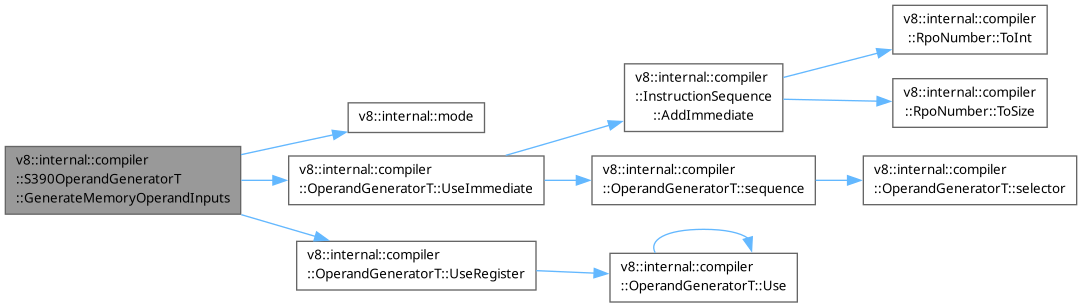 v8::internal::compiler
::S390OperandGeneratorT
::GenerateMemoryOperandInputs
v8::internal::mode
v8::internal::compiler
::OperandGeneratorT::UseImmediate
v8::internal::compiler
::InstructionSequence
::AddImmediate
v8::internal::compiler
::RpoNumber::ToInt
v8::internal::compiler
::RpoNumber::ToSize
v8::internal::compiler
::OperandGeneratorT::sequence
v8::internal::compiler
::OperandGeneratorT::selector
v8::internal::compiler
::OperandGeneratorT::UseRegister
v8::internal::compiler
::OperandGeneratorT::Use